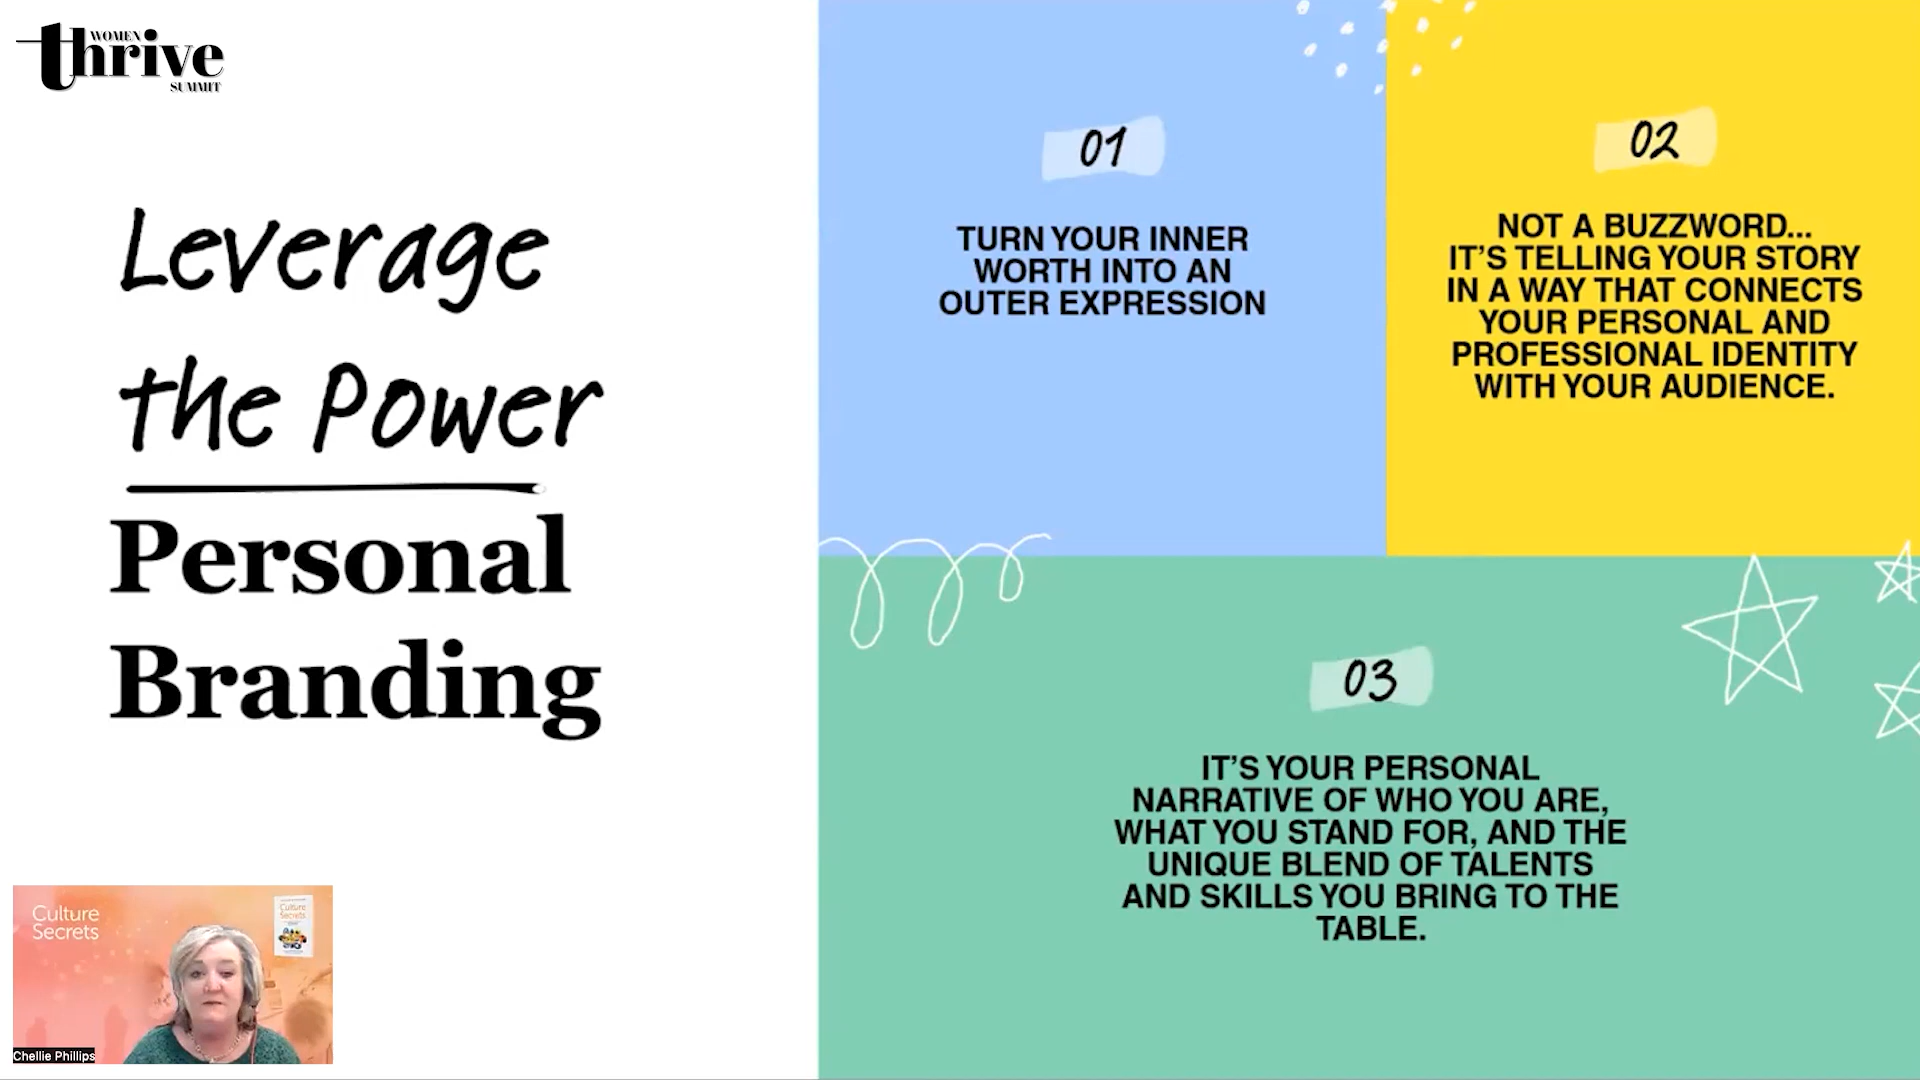 WOMEN
thrive
SUMMIT
Leverage
the Power
Personal
Branding
01
TURN YOUR INNER
WORTH INTO AN
OUTER EXPRESSION
02
NOT A BUZZWORD...
IT'S TELLING YOUR STORY
IN A WAY THAT CONNECTS
YOUR PERSONAL AND
PROFESSIONAL IDENTITY
WITH YOUR AUDIENCE.
03
IT'S YOUR PERSONAL
NARRATIVE OF WHO YOU ARE,
WHAT YOU STAND FOR, AND THE
UNIQUE BLEND OF TALENTS
AND SKILLS YOU BRING TO THE
TABLE.
Culture
Secrets
Culture
Secrets
Chellie Phillips